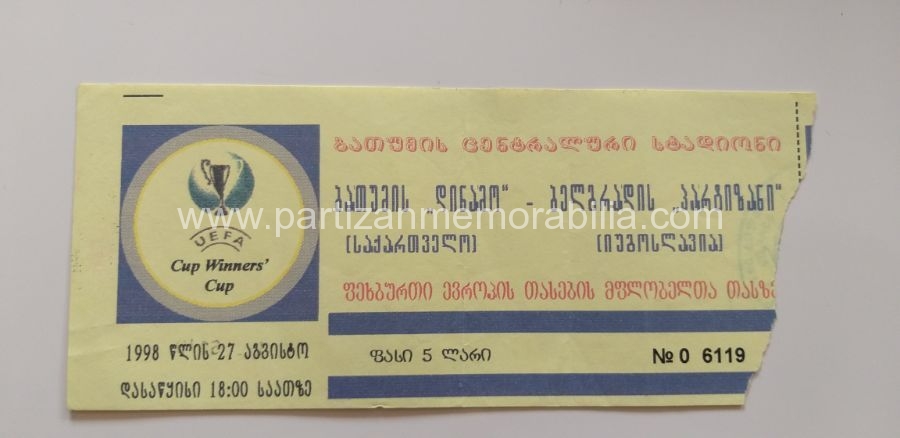 ბათუმის ცენტრალური სტადიონი
ბათუმის „დინამო“ - ბელგრადის „პარტიზანი“
(საქართველო) (იუგოსლავია)
ფეხბურთი ევროპის თასების მფლობელთა თასზე
UEFA
Cup Winners'
Cup
1998 წლის 27 აგვისტო
დასაწყისი 18:00 საათზე
ფასი 5 ლარი
№ 0 6119
www.partizanmemorabilia.com